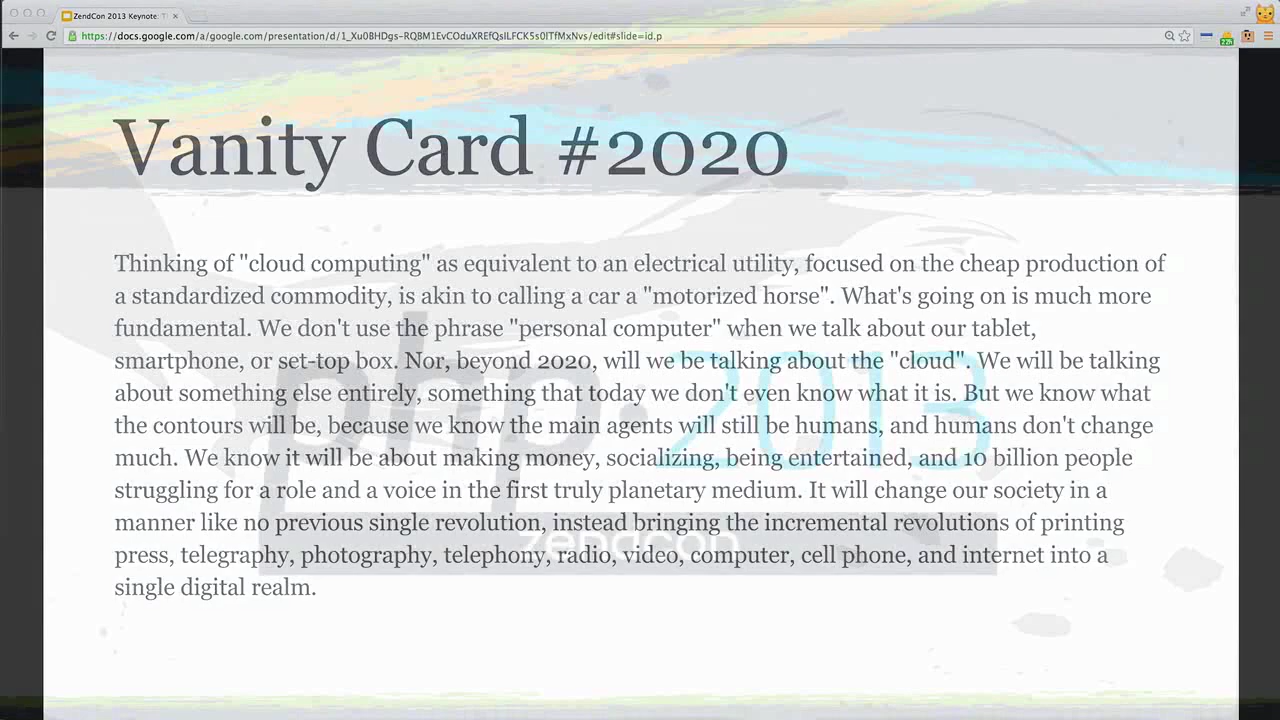 ZendCon 2013 Keynote: T
https://docs.google.com/a/google.com/presentation/d/1_Xu0BHDgs-RQBM1EvCOduXREfQsILFCK5s0ITfMxNvs/edit#slide=id.p
22h
Vanity Card #2020
Thinking of "cloud computing" as equivalent to an electrical utility, focused on the cheap production of
a standardized commodity, is akin to calling a car a "motorized horse". What's going on is much more
fundamental. We don't use the phrase "personal computer" when we talk about our tablet,
smartphone, or set-top box. Nor, beyond 2020, will we be talking about the "cloud". We will be talking
about something else entirely, something that today we don't even know what it is. But we know what
the contours will be, because we know the main agents will still be humans, and humans don't change
much. We know it will be about making money, socializing, being entertained, and 10 billion people
struggling for a role and a voice in the first truly planetary medium. It will change our society in a
manner like no previous single revolution, instead bringing the incremental revolutions of printing
press, telegraphy, photography, telephony, radio, video, computer, cell phone, and internet into a
single digital realm.
php 2013
zendcon